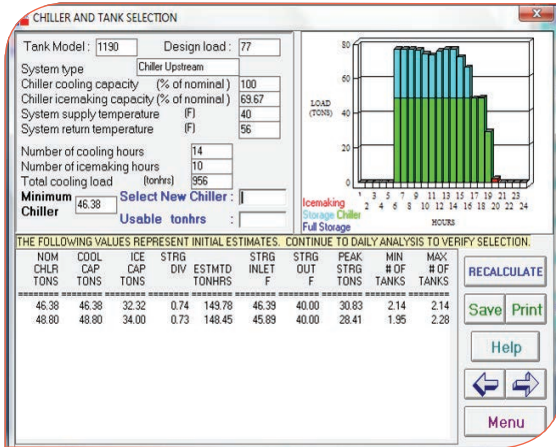 CHILLER AND TANK SELECTION
Tank Model : 1190 Design load : 77
System type Chiller Upstream
Chiller cooling capacity (% of nominal ) 100
Chiller icemaking capacity (% of nominal ) 69.67
System supply temperature (F) 40
System return temperature (F) 56
Number of cooling hours 14
Number of icemaking hours 10
Total cooling load (tonhrs) 956
Minimum Chiller 46.38 Select New Chiller :
Usable tonhrs :
80
60
LOAD (TONS) 40
20
0
1 3 5 7 9 11 13 15 17 19 21 23
2 4 6 8 10 12 14 16 18 20 22 24
HOURS
Icemaking
Storage Chiller
Full Storage
THE FOLLOWING VALUES REPRESENT INITIAL ESTIMATES. CONTINUE TO DAILY ANALYSIS TO VERIFY SELECTION.
NOM COOL ICE STRG STRG STRG PEAK MIN MAX
CHLR CAP CAP DIV ESTMTD INLET OUT STRG # OF # OF
TONS TONS TONS TONHRS F F TONS TANKS TANKS
46.38 46.38 32.32 0.74 149.78 46.39 40.00 30.83 2.14 2.14
48.80 48.80 34.00 0.73 148.45 45.89 40.00 28.41 1.95 2.28
RECALCULATE
Save Print
Help
Menu